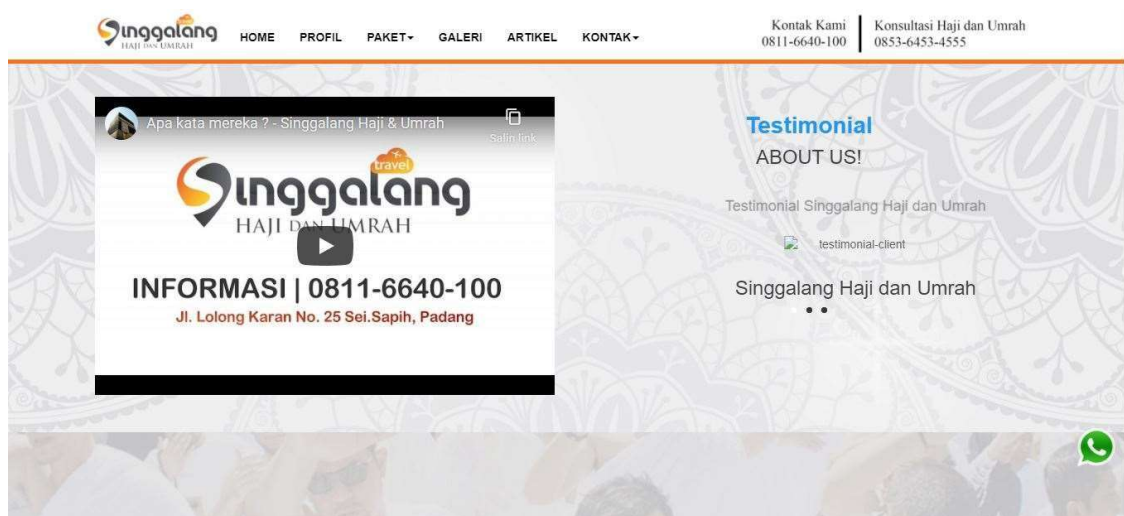 Singgalang
HAJI DAN UMRAH
HOME PROFIL PAKET GALERI ARTIKEL KONTAK
Kontak Kami
0811-6640-100
Konsultasi Haji dan Umrah
0853-6453-4555
Apa kata mereka ? - Singgalang Haji & Umrah
Salin link
travel
Singgalang
HAJI DAN UMRAH
INFORMASI | 0811-6640-100
Jl. Lolong Karan No. 25 Sei.Sapih, Padang
Testimonial
ABOUT US!
Testimonial Singgalang Haji dan Umrah
testimonial-client
Singgalang Haji dan Umrah